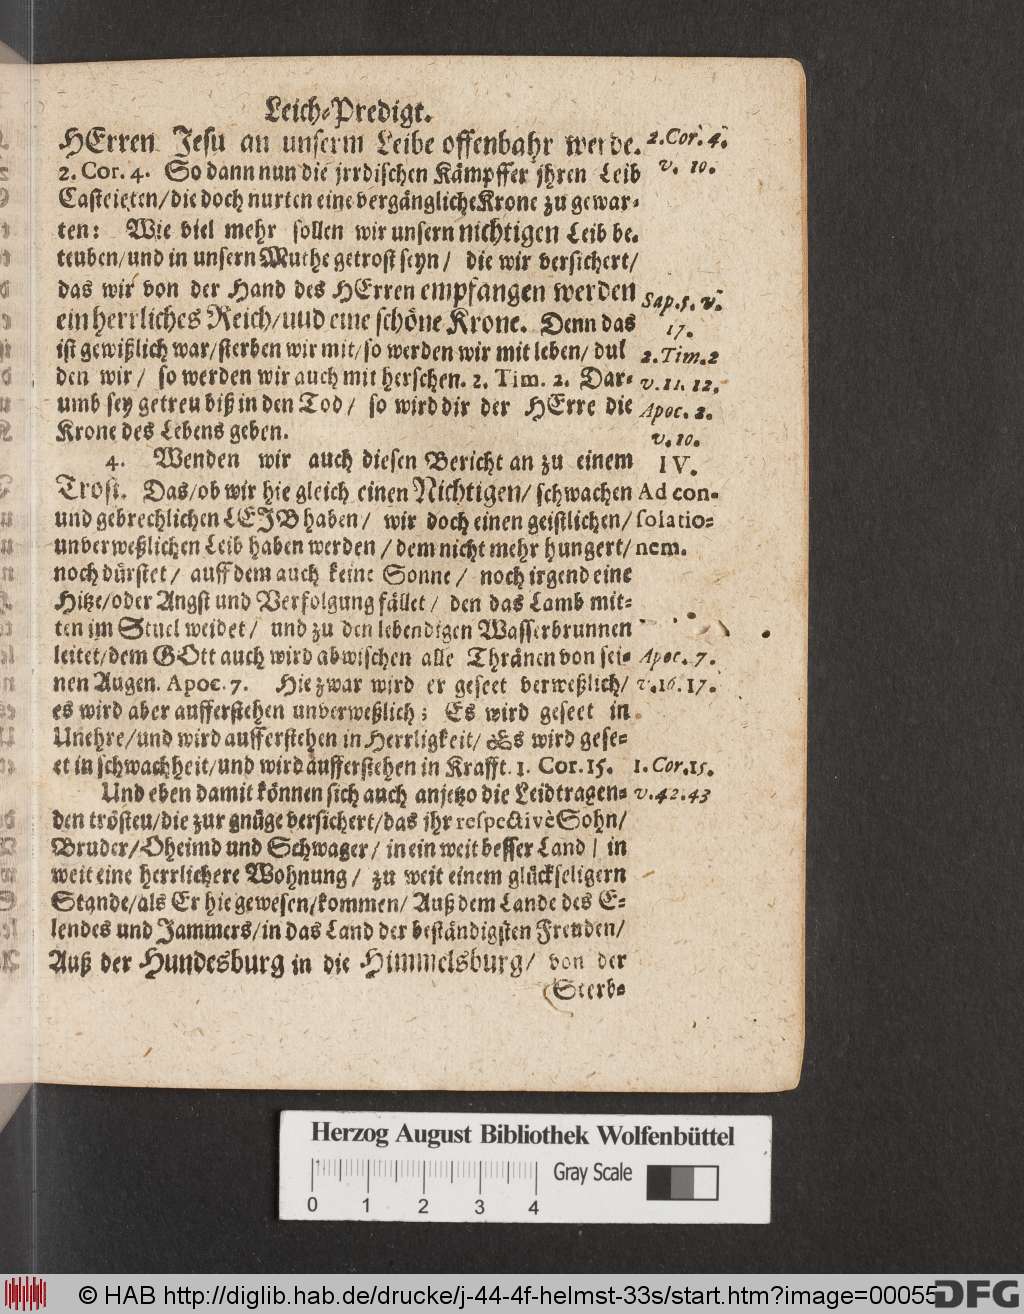 Leich-Predigt.
HErren Jesu an unserm Leibe offenbahr werde.
2. Cor. 4.
2. Cor. 4. So dann nun die jrrdischen Kämpffer jhren Leib
v. 10.
Casteieten/die doch nurten eine vergängliche Krone zu gewar-
ten: Wie viel mehr sollen wir unsern nichtigen Leib be.
teuben/und in unsern Muthe getrost seyn/ die wir versichert/
das wir von der Hand des HErren empfangen werden
Sap. 5. v.
ein herrliches Reich/uud eine schöne Krone. Denn das
17.
ist gewißlich war/sterben wir mit/so werden wir mit leben/ dul
2. Tim. 2
den wir/ so werden wir auch mit herschen. 2. Tim. 2. Dar-
v. 11. 12.
umb sey getreu biß in den Tod/ so wird dir der HErre die
Apoc. 2.
Krone des Lebens geben.
v. 10.
4. Wenden wir auch diesen Bericht an zu einem
IV.
Trost. Das/ob wir hie gleich einen Nichtigen/ schwachen
Ad con-
und gebrechlichen LEJB haben/ wir doch einen geistlichen/
solatio-
unverweßlichen Leib haben werden/dem nicht mehr hungert/
nem.
noch dürstet/ auff dem auch keine Sonne/ noch irgend eine
Hitze/oder Angst und Verfolgung fället/ den das Lamb mit-
ten im Stuel weidet/ und zu den lebendigen Wasserbrunnen
leitet/dem GOtt auch wird abwischen alle Thränen von sei-
Apoc. 7.
nen Augen. Apoc. 7. Hie zwar wird er geseet verweßlich/
v. 16. 17.
es wird aber aufferstehen unverweßlich; Es wird geseet in
Unehre/und wird aufferstehen in Herrligkeit/ Es wird gese-
et in schwachheit/und wird aufferstehen in Krafft. 1. Cor. 15.
1. Cor. 15.
Und eben damit können sich auch anjetzo die Leidtragen-
v. 42. 43
den trösteu/die zur gnüge versichert/das jhr respectivè Sohn/
Bruder/Oheimd und Schwager/ in ein weit besser Land/ in
weit eine herrlichere Wohnung/ zu weit einem glückseligern
Stande/als Er hie gewesen/kommen/ Auß dem Lande des E-
lendes und Jammers/in das Land der beständigsten Freuden/
Auß der Hundesburg in die Himmelsburg/ von der
Sterb-
Herzog August Bibliothek Wolfenbüttel
Gray Scale
0 1 2 3 4
© HAB http://diglib.hab.de/drucke/j-44-4f-helmst-33s/start.htm?image=00055
DFG